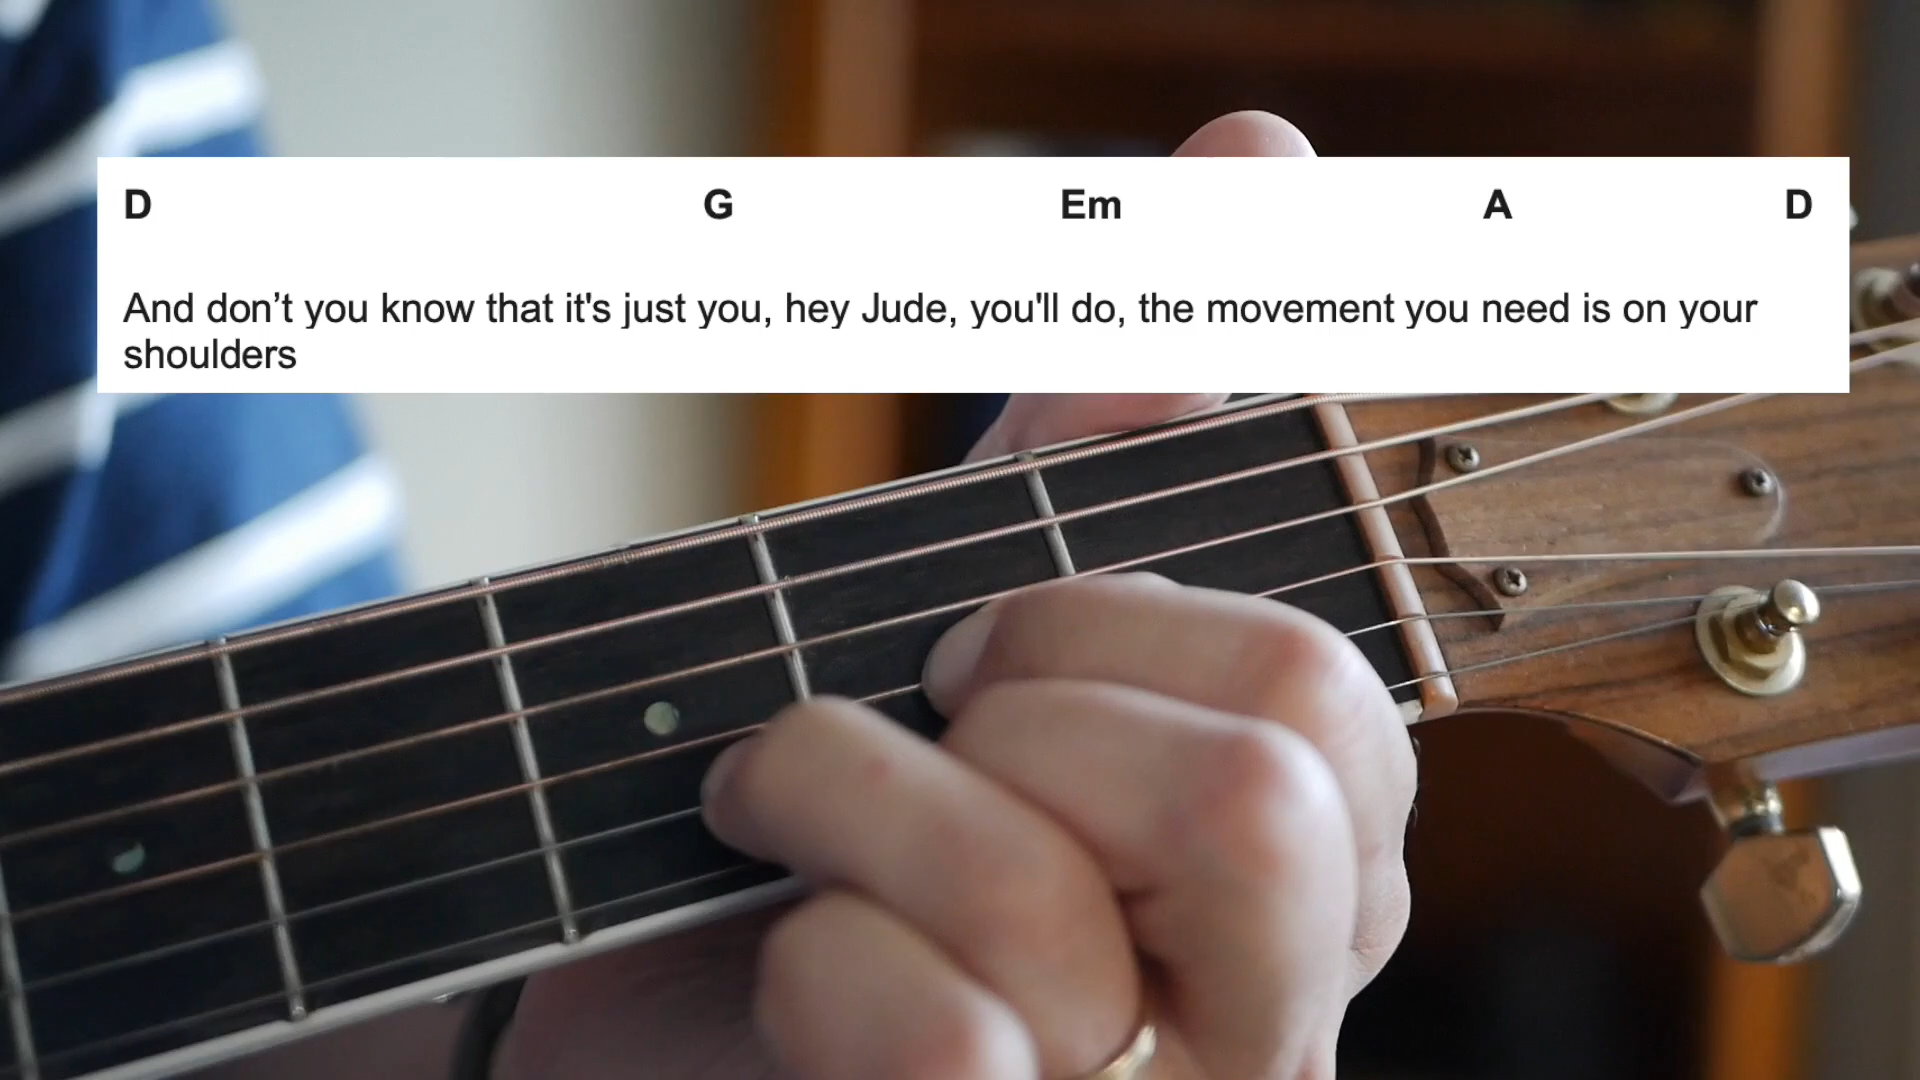 D G Em A D
And don’t you know that it's just you, hey Jude, you'll do, the movement you need is on your
shoulders